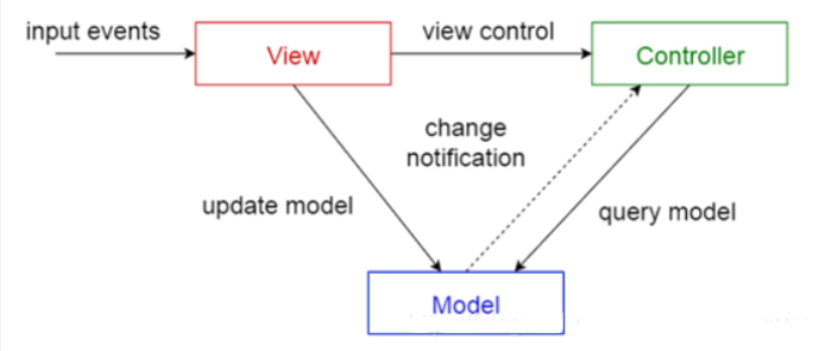 input events
View
view control
Controller
change
notification
update model
query model
Model